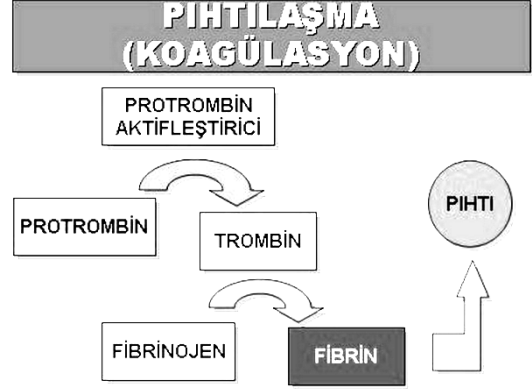 PIHTILAŞMA
(KOAGÜLASYON)
PROTROMBİN
AKTİFLEŞTİRİCİ
PROTROMBİN
TROMBİN
PIHTI
FİBRİNOJEN
FİBRİN